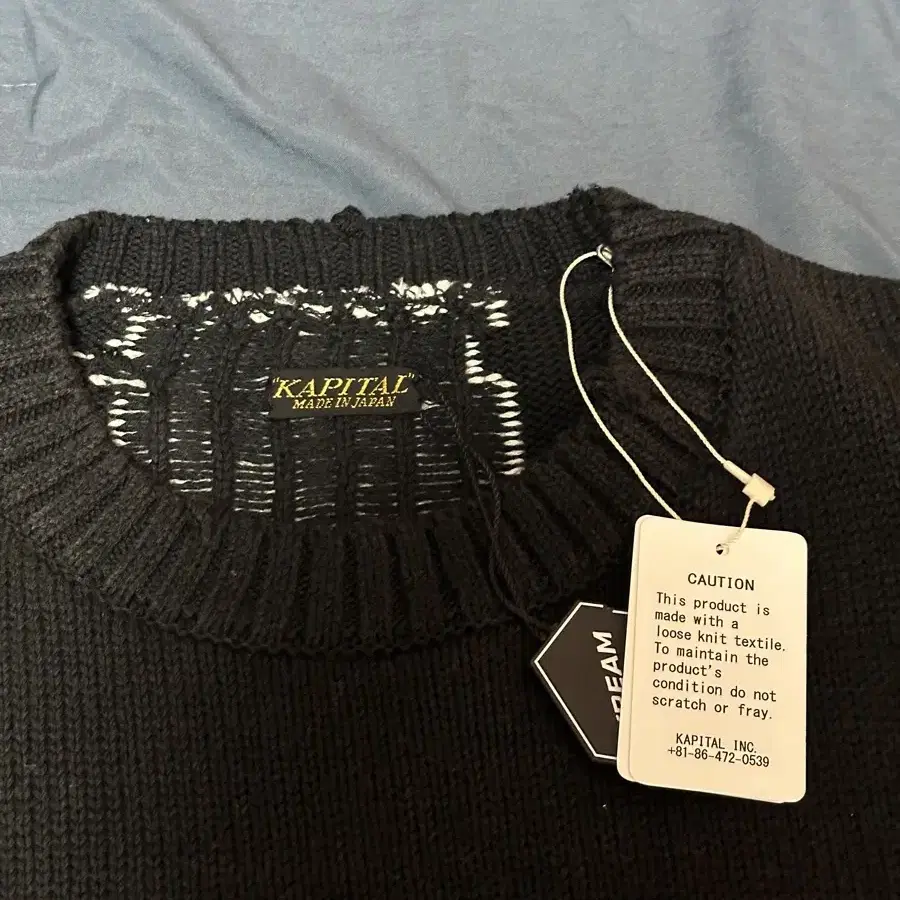 "KAPITAL"
MADE IN JAPAN
CAUTION
This product is
made with a
loose knit textile.
To maintain the
product's
condition do not
scratch or fray.
KAPITAL INC.
+81-86-472-0539